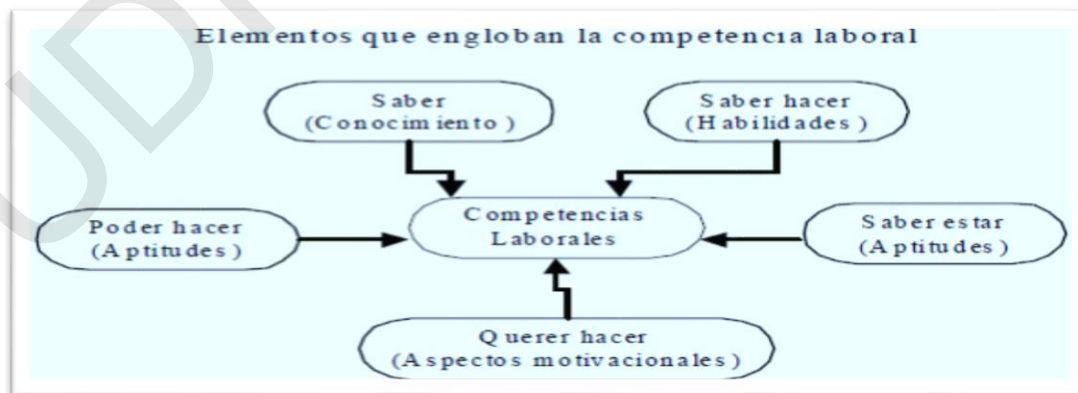 Elementos que engloban la competencia laboral
Saber
(Conocimiento)
Saber hacer
(Habilidades)
Poder hacer
(Aptitudes)
Competencias
Laborales
Saber estar
(Aptitudes)
Querer hacer
(Aspectos motivacionales)